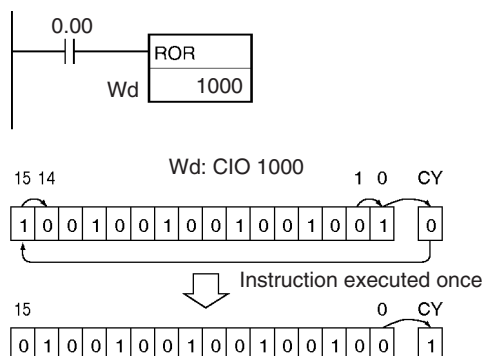 0.00
ROR
Wd 1000
Wd: CIO 1000
15 14 1 0 CY
1 0 0 1 0 0 1 0 0 1 0 0 1 0 0 1 0
Instruction executed once
15 0 CY
0 1 0 0 1 0 0 1 0 0 1 0 0 1 0 0 1